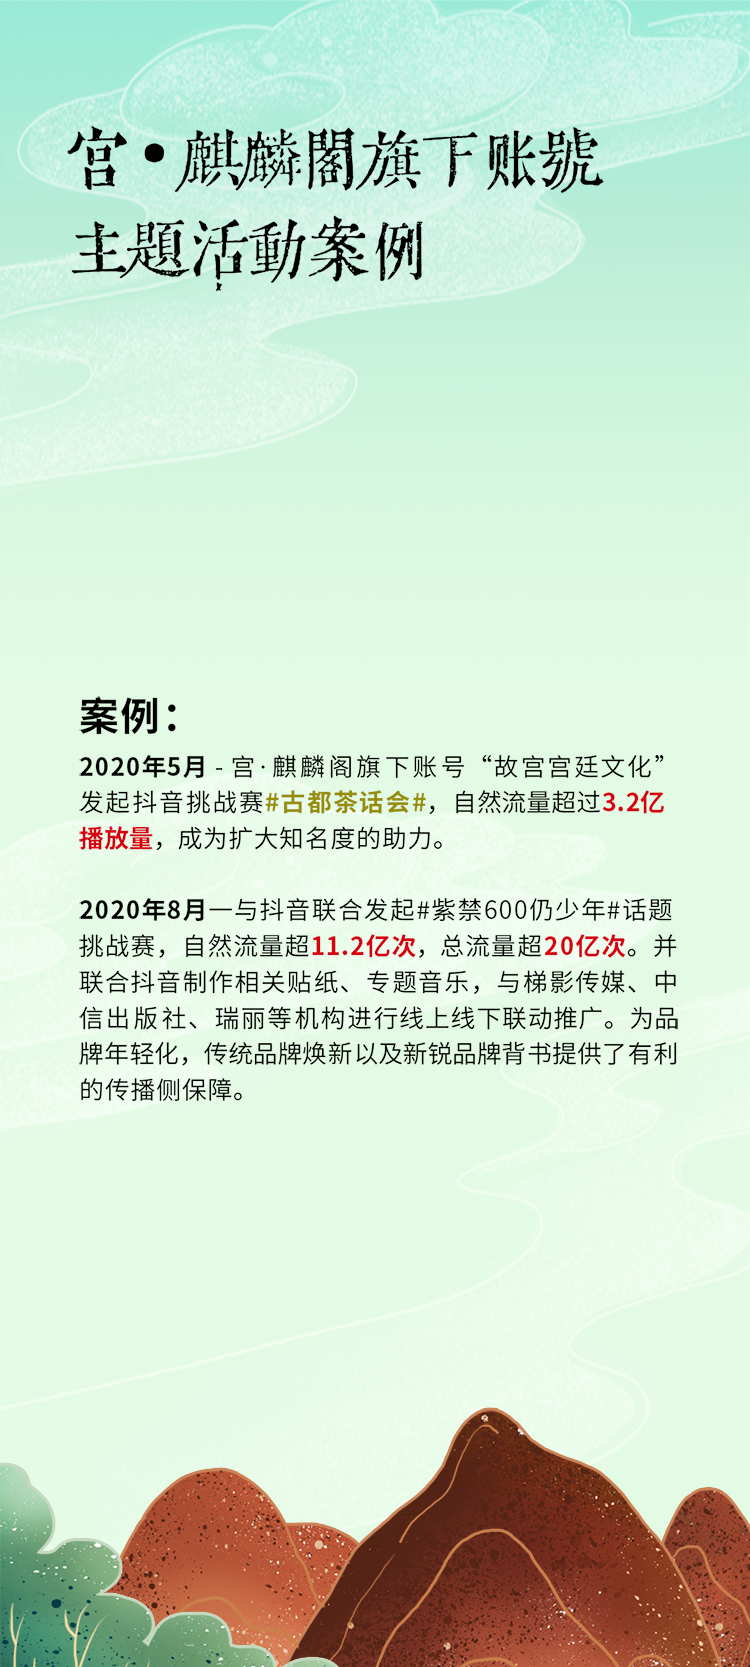 宫·麒麟閣旗下账號
主題活動案例
案例：
2020年5月 - 宫·麒麟阁旗下账号“故宫宫廷文化”
发起抖音挑战赛#古都茶话会#，自然流量超过3.2亿
播放量，成为扩大知名度的助力。
2020年8月一与抖音联合发起#紫禁600仍少年#话题
挑战赛，自然流量超11.2亿次，总流量超20亿次。并
联合抖音制作相关贴纸、专题音乐，与梯影传媒、中
信出版社、瑞丽等机构进行线上线下联动推广。为品
牌年轻化，传统品牌焕新以及新锐品牌背书提供了有利
的传播侧保障。